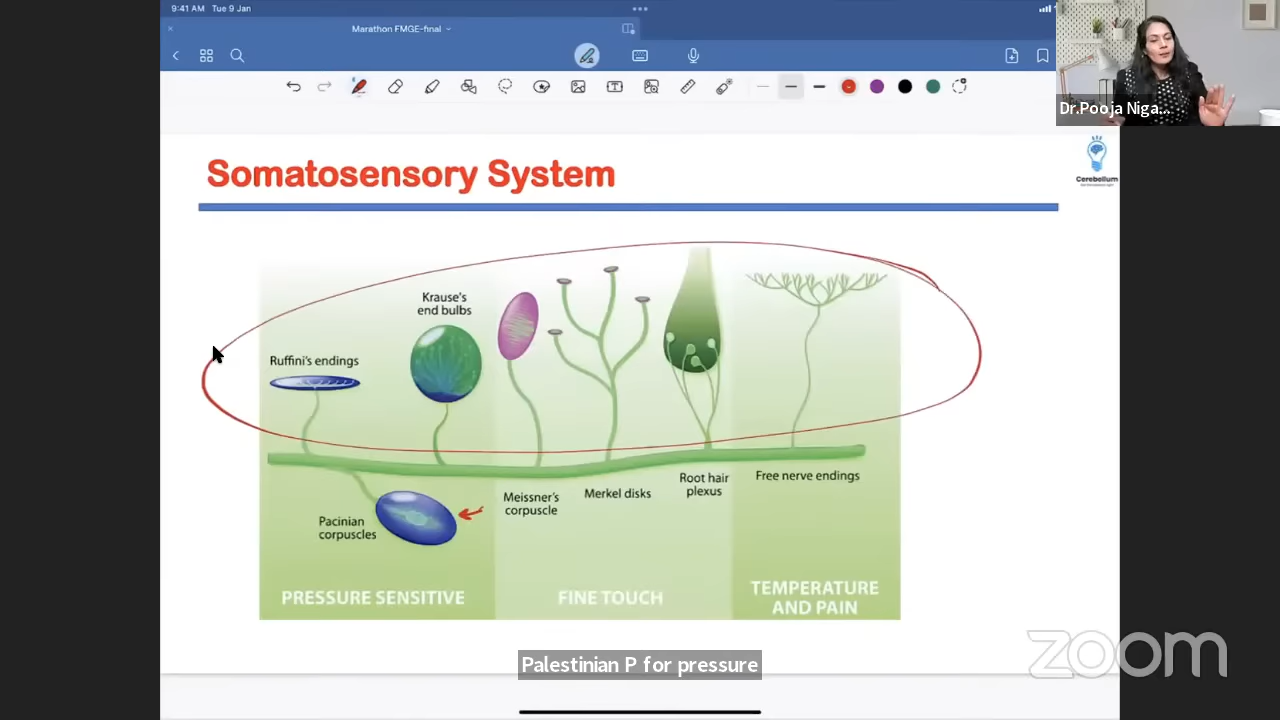 9:41 AM Tue 9 Jan
Marathon FMGE-final
Dr.Pooja Niga...
Somatosensory System
Cerebellum
Krause's
end bulbs
Ruffini's endings
Pacinian
corpuscles
Meissner's
corpuscle
Merkel disks
Root hair
plexus
Free nerve endings
PRESSURE SENSITIVE
FINE TOUCH
TEMPERATURE
AND PAIN
Palestinian P for pressure
zoom